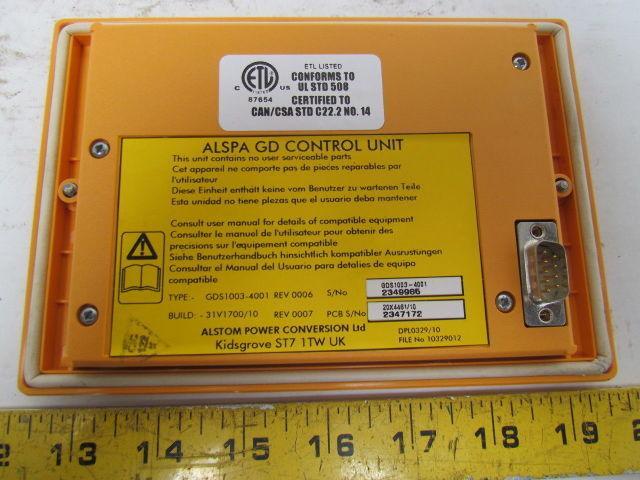 ETL LISTED
CONFORMS TO
UL STD 508
C ETL US
87654
CERTIFIED TO
CAN/CSA STD C22.2 NO. 14
ALSPA GD CONTROL UNIT
This unit contains no user serviceable parts
Cet appareil ne comporte pas de pieces reparables par
l'utilisateur
Diese Einheit enthält keine vom Benutzer zu wartenen Teile
Esta unidad no tiene plezas que el usuario deba mantener
Consult user manual for details of compatible equipment
Consulter le manuel de l'utilisateur pour obtenir des
precisions sur l'equipement compatible
Siehe Benutzerhandbuch hinsichtlich kompatibler Ausrustungen
Consultar el Manual del Usuario para detalies de equipo
compatible
TYPE:- GDS1003-4001 REV 0006 S/No GDS1003-4001
2349986
BUILD: - 31V1700/10 REV 0007 PCB S/No 20X4461/10
2347172
ALSTOM POWER CONVERSION Ltd
Kidsgrove ST7 1TW UK
DPL0329/10
FILE No 10329012
12 13 14 15 16 17 18 19